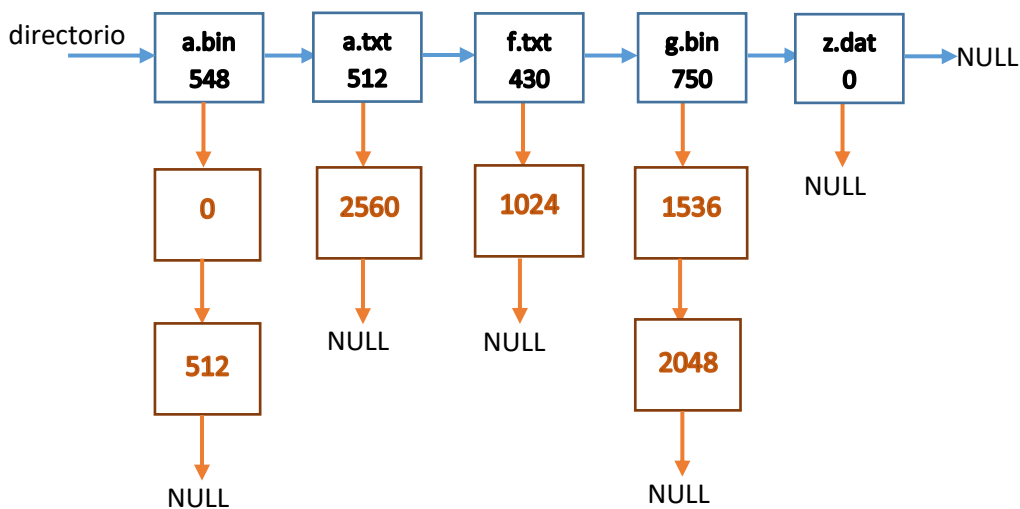 directorio
a.bin
548
a.txt
512
f.txt
430
g.bin
750
z.dat
0
NULL
0
2560
1024
1536
NULL
512
NULL
NULL
2048
NULL
NULL